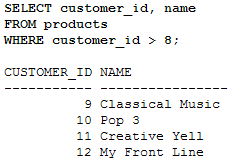 SELECT customer_id, name
FROM products
WHERE customer_id > 8;
CUSTOMER_ID NAME
----------- -----------------
9 Classical Music
10 Pop 3
11 Creative Yell
12 My Front Line